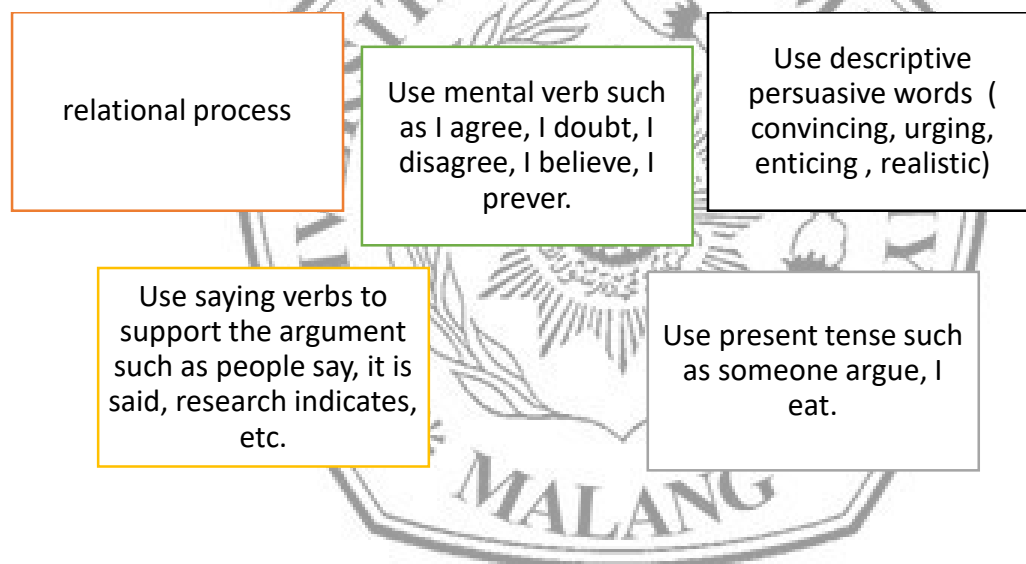 relational process
Use mental verb such
as I agree, I doubt, I
disagree, I believe, I
prever.
Use descriptive
persuasive words (
convincing, urging,
enticing , realistic)
Use saying verbs to
support the argument
such as people say, it is
said, research indicates,
etc.
Use present tense such
as someone argue, I
eat.
MALANG